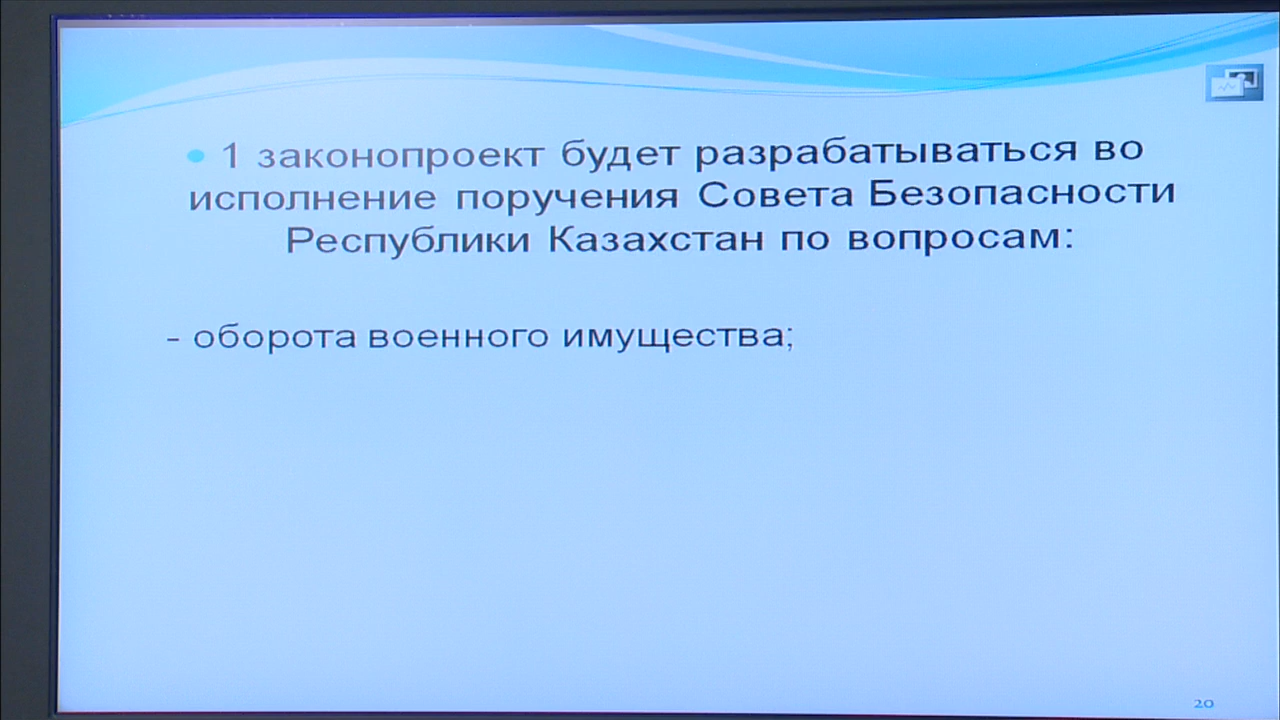 • 1 законопроект будет разрабатываться во
исполнение поручения Совета Безопасности
Республики Казахстан по вопросам:
- оборота военного имущества;
20